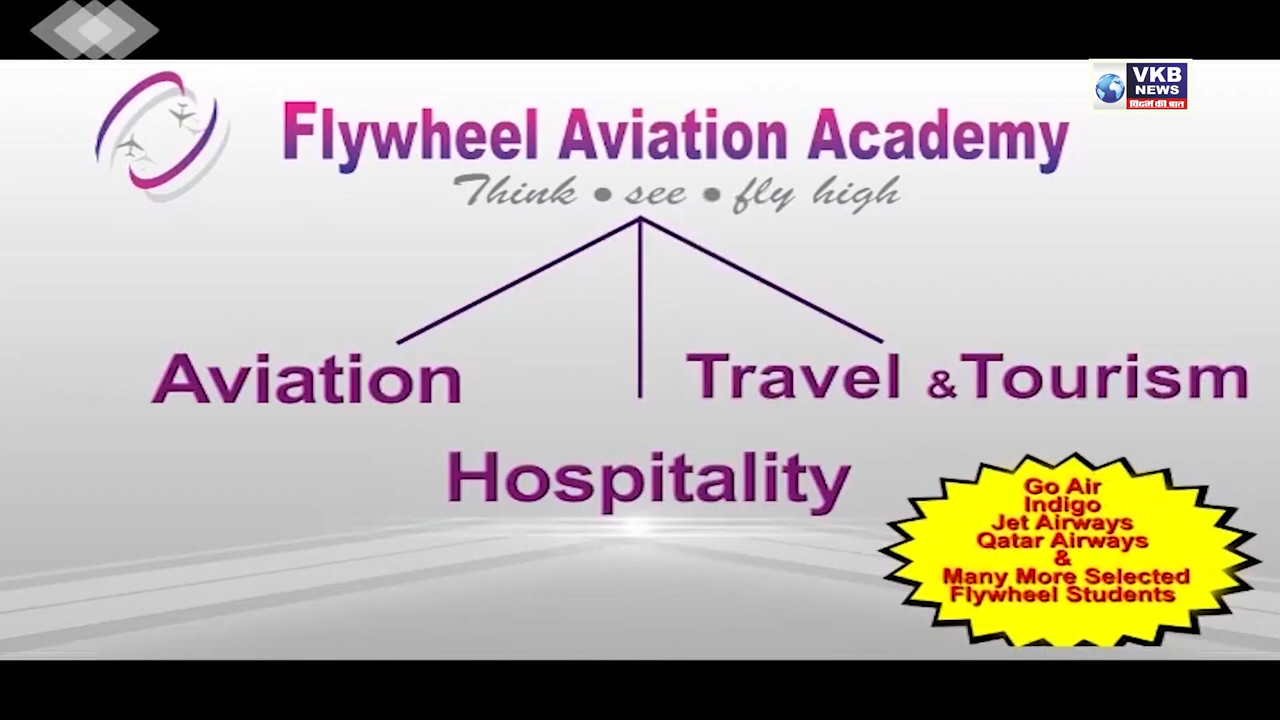 VKB
NEWS
विदर्भ की बात
Flywheel Aviation Academy
Think • see • fly high
Aviation
Travel & Tourism
Hospitality
Go Air
Indigo
Jet Airways
Qatar Airways
&
Many More Selected
Flywheel Students